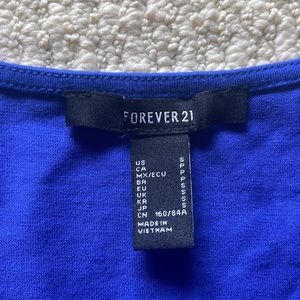 FOREVER 21
US S
CA P
MX/ECU P
BR P
EU S
UK S
KR S
JP S
CN 160/84A
MADE IN
VIETNAM